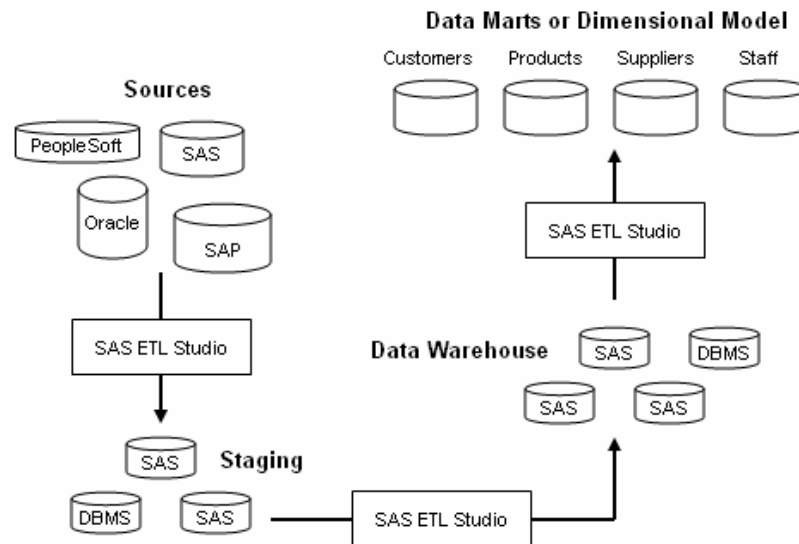 Data Marts or Dimensional Model
Customers Products Suppliers Staff
Sources
PeopleSoft
SAS
Oracle
SAP
SAS ETL Studio
SAS ETL Studio
Data Warehouse
SAS
DBMS
SAS
SAS
SAS
Staging
DBMS
SAS
SAS ETL Studio